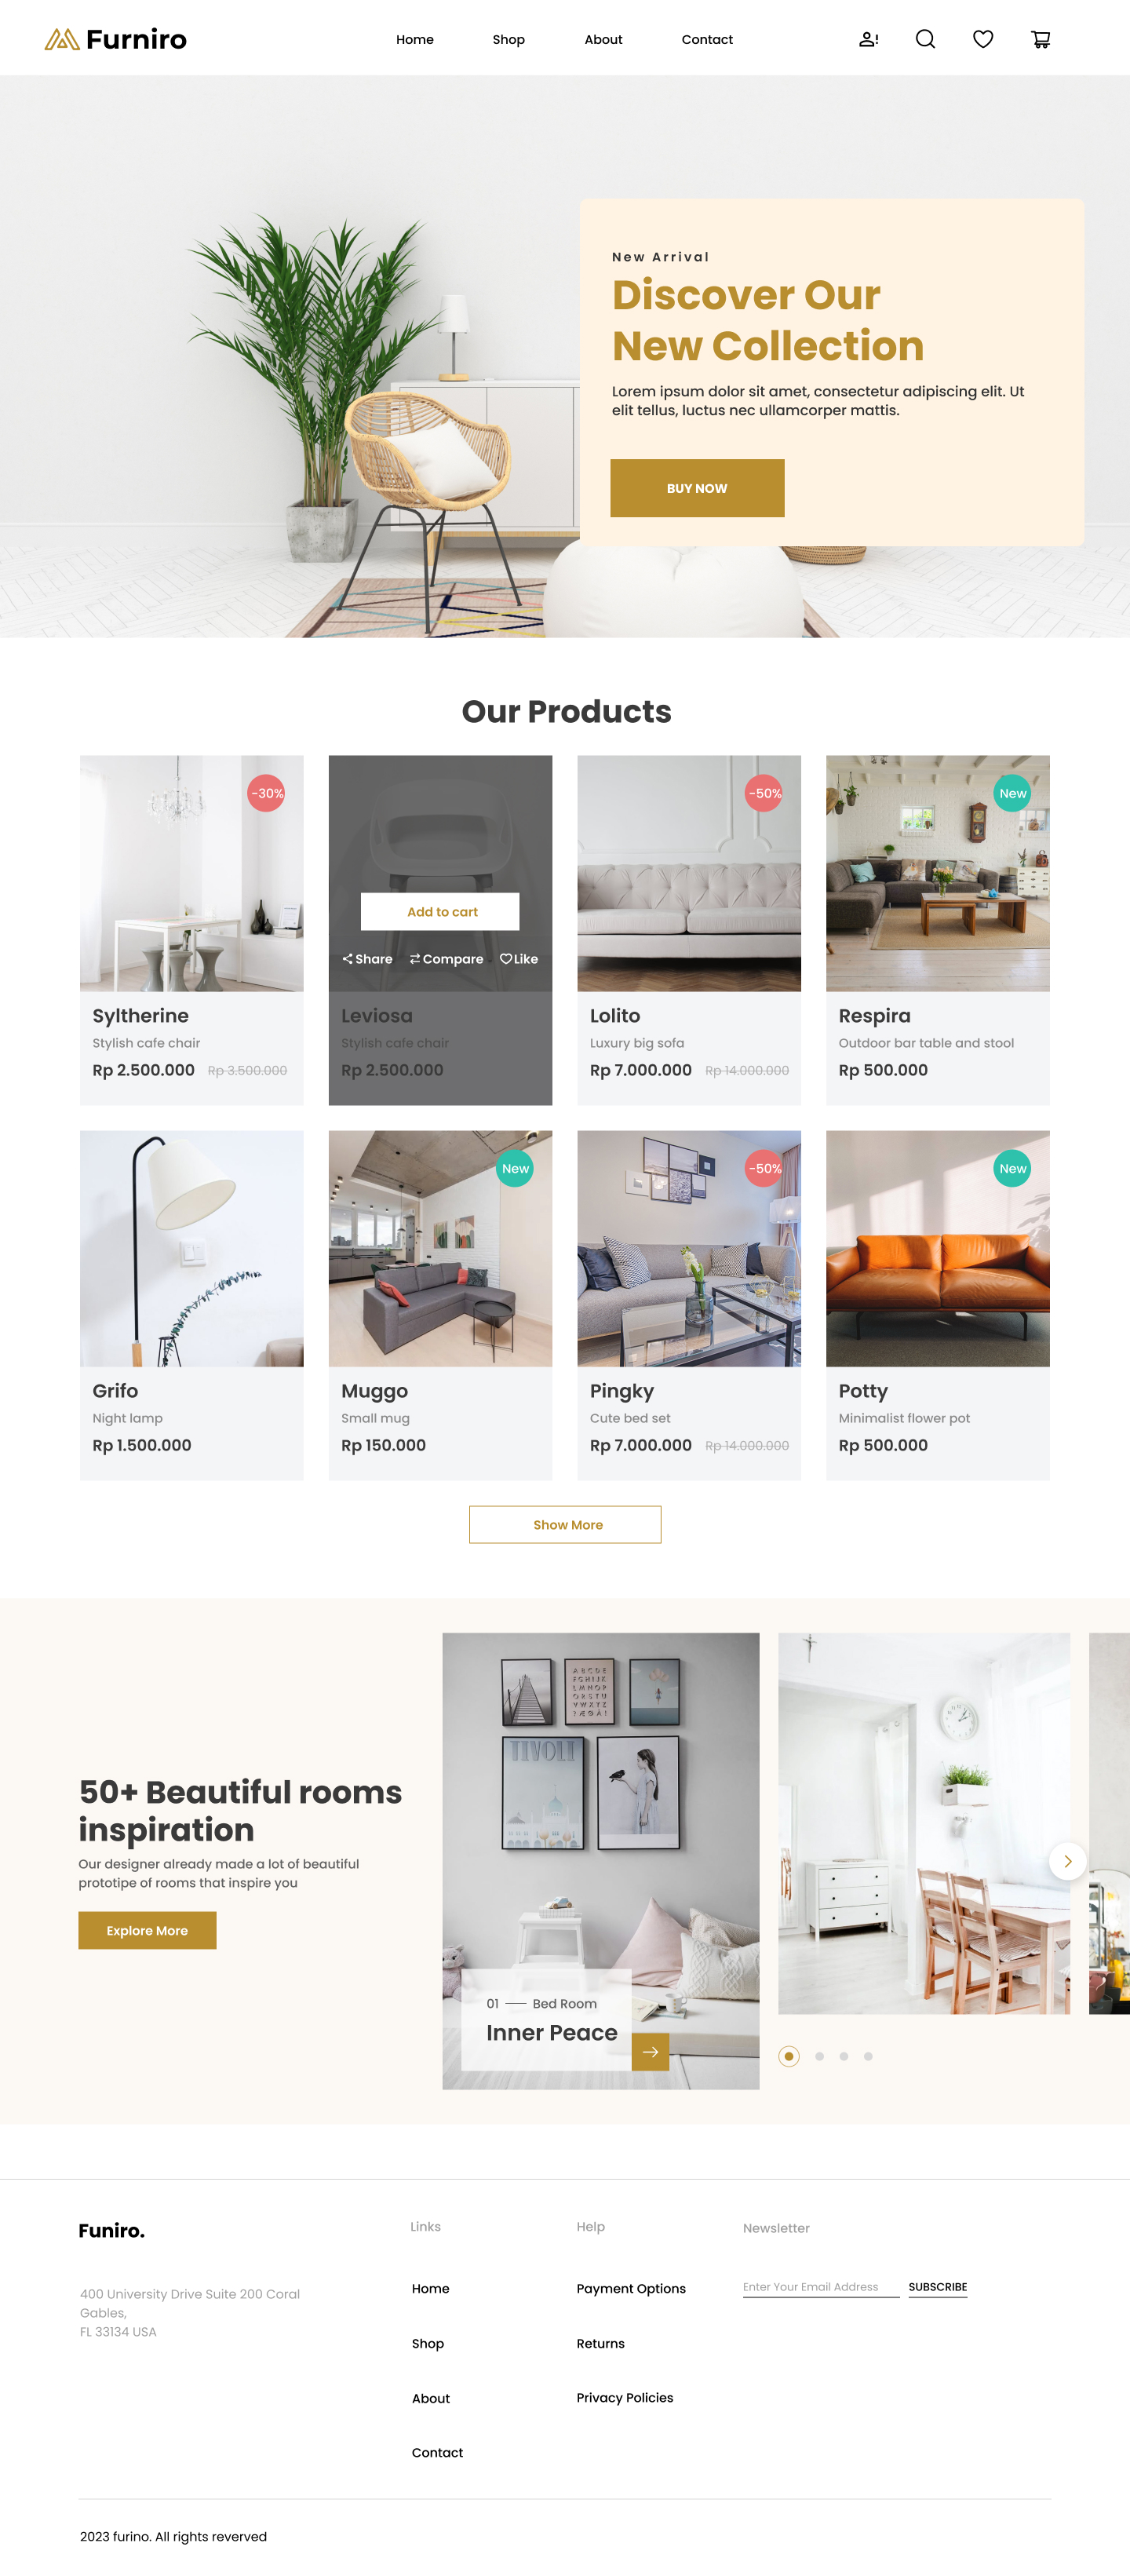 Furniro
Home
Shop
About
Contact
New Arrival
Discover Our
New Collection
Lorem ipsum dolor sit amet, consectetur adipiscing elit. Ut
elit tellus, luctus nec ullamcorper mattis.
BUY NOW
Our Products
-30%
Syltherine
Stylish cafe chair
Rp 2.500.000 Rp 3.500.000
Add to cart
Share
Compare
Like
Leviosa
Stylish cafe chair
Rp 2.500.000
-50%
Lolito
Luxury big sofa
Rp 7.000.000 Rp 14.000.000
New
Respira
Outdoor bar table and stool
Rp 500.000
Grifo
Night lamp
Rp 1.500.000
New
Muggo
Small mug
Rp 150.000
-50%
Pingky
Cute bed set
Rp 7.000.000 Rp 14.000.000
New
Potty
Minimalist flower pot
Rp 500.000
Show More
50+ Beautiful rooms
inspiration
Our designer already made a lot of beautiful
prototipe of rooms that inspire you
Explore More
ABCDE
FGHIJK
LMNOP
QRSTU
VWXYZ
TIVOLI
01 Bed Room
Inner Peace
Funiro.
400 University Drive Suite 200 Coral
Gables,
FL 33134 USA
Links
Home
Shop
About
Contact
Help
Payment Options
Returns
Privacy Policies
Newsletter
Enter Your Email Address
SUBSCRIBE
2023 furino. All rights reverved